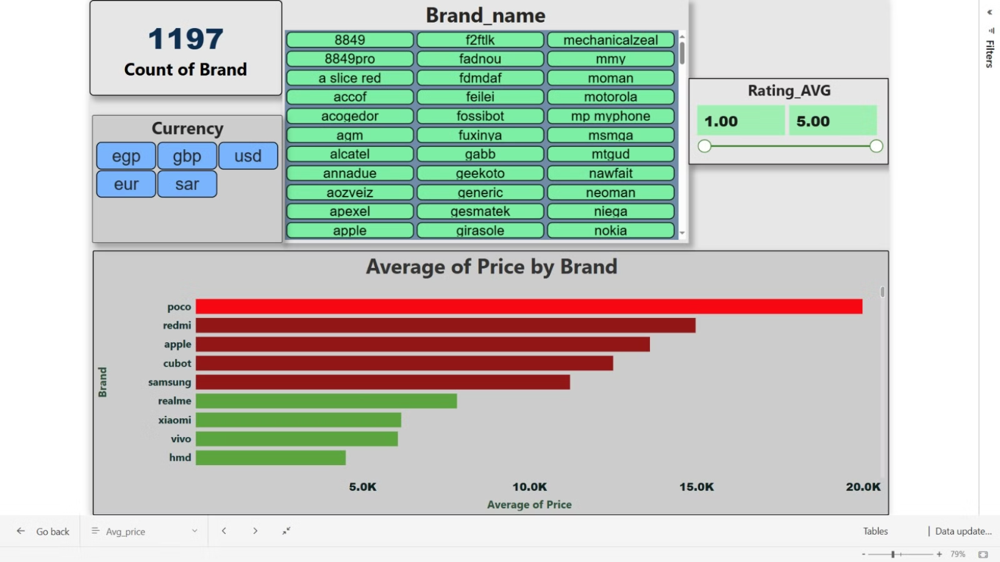 1197
Count of Brand
Currency
egp gbp usd
eur sar
Brand_name
8849 f2ftlk mechanicalzeal
8849pro fadnou mmy
a slice red fdmdaf moman
accof feilei motorola
acogedor fossibot mp myphone
agm fuxinya msmga
alcatel gabb mtgud
annadue geekoto nawfait
aozveiz generic neoman
apexel gesmatek niega
apple girasole nokia
Rating_AVG
1.00 5.00
Filters
Average of Price by Brand
Brand
poco
redmi
apple
cubot
samsung
realme
xiaomi
vivo
hmd
5.0K 10.0K 15.0K 20.0K
Average of Price
Go back Avg_price Tables | Data update...
- + 79%